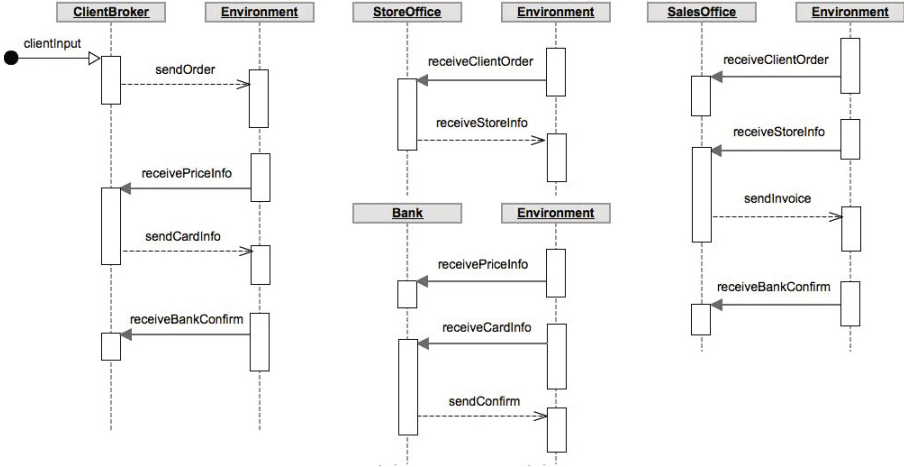 ClientBroker
Environment
clientInput
sendOrder
receivePriceInfo
sendCardInfo
receiveBankConfirm
StoreOffice
Environment
receiveClientOrder
receiveStoreInfo
Bank
Environment
receivePriceInfo
receiveCardInfo
sendConfirm
SalesOffice
Environment
receiveClientOrder
receiveStoreInfo
sendInvoice
receiveBankConfirm